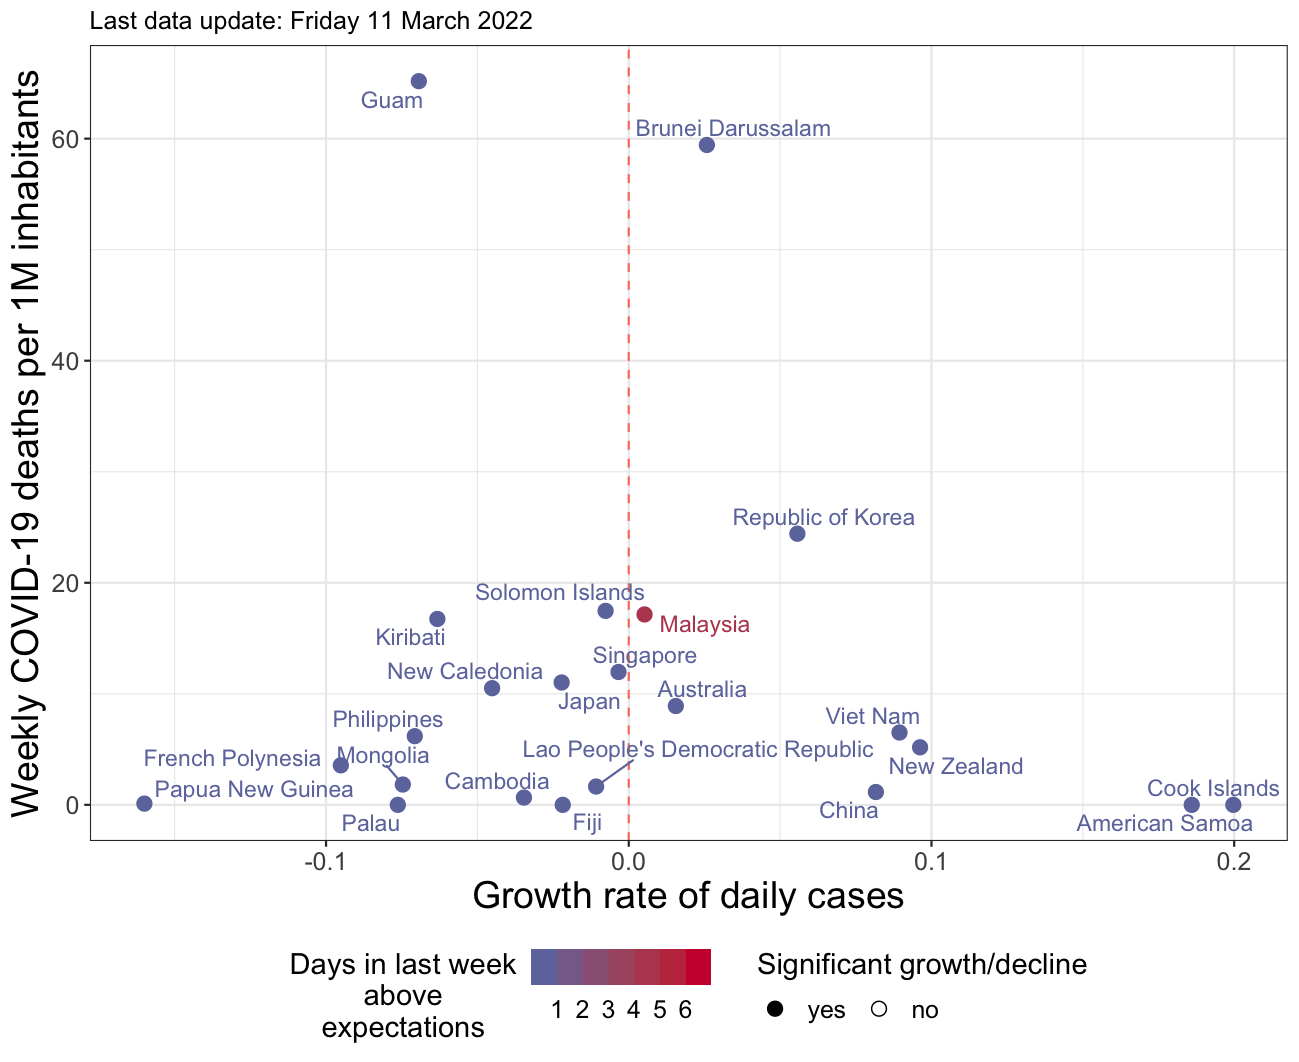 Last data update: Friday 11 March 2022
Weekly COVID-19 deaths per 1M inhabitants
60
40
20
0
Guam
Brunei Darussalam
Republic of Korea
Solomon Islands
Malaysia
Kiribati
Singapore
New Caledonia
Japan
Australia
Philippines
Viet Nam
French Polynesia
Mongolia
Lao People's Democratic Republic
New Zealand
Papua New Guinea
Cambodia
Cook Islands
Palau
Fiji
China
American Samoa
-0.1
0.0
0.1
0.2
Growth rate of daily cases
Days in last week
above
expectations
1 2 3 4 5 6
Significant growth/decline
yes
no